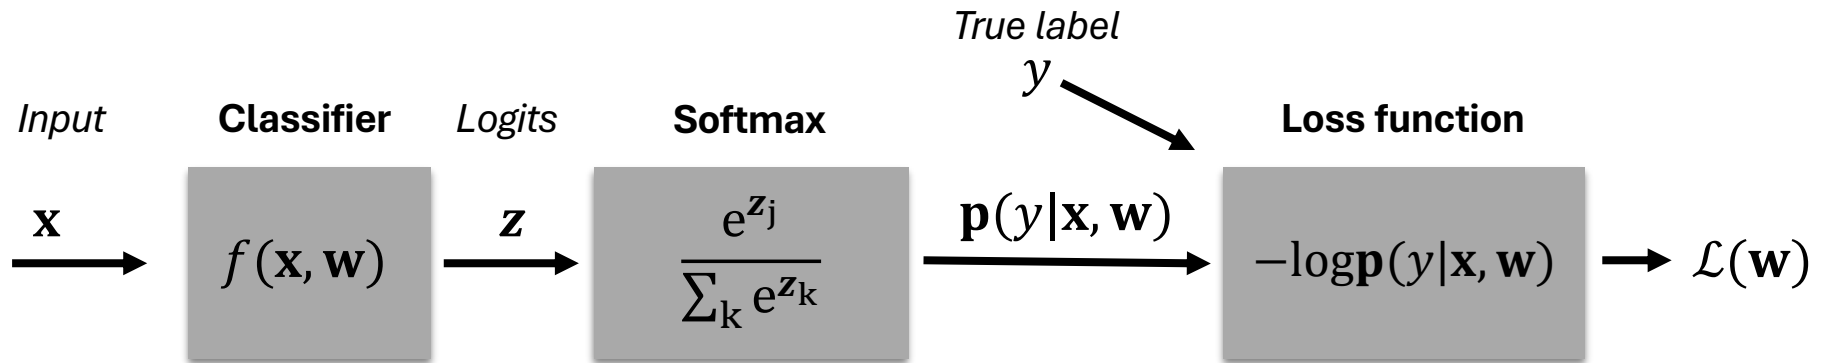 True label
y
Input
Classifier
Logits
Softmax
Loss function
x
f(x, w)
z
e^{z_j} / ∑_k e^{z_k}
p(y|x, w)
−logp(y|x, w)
ℒ(w)